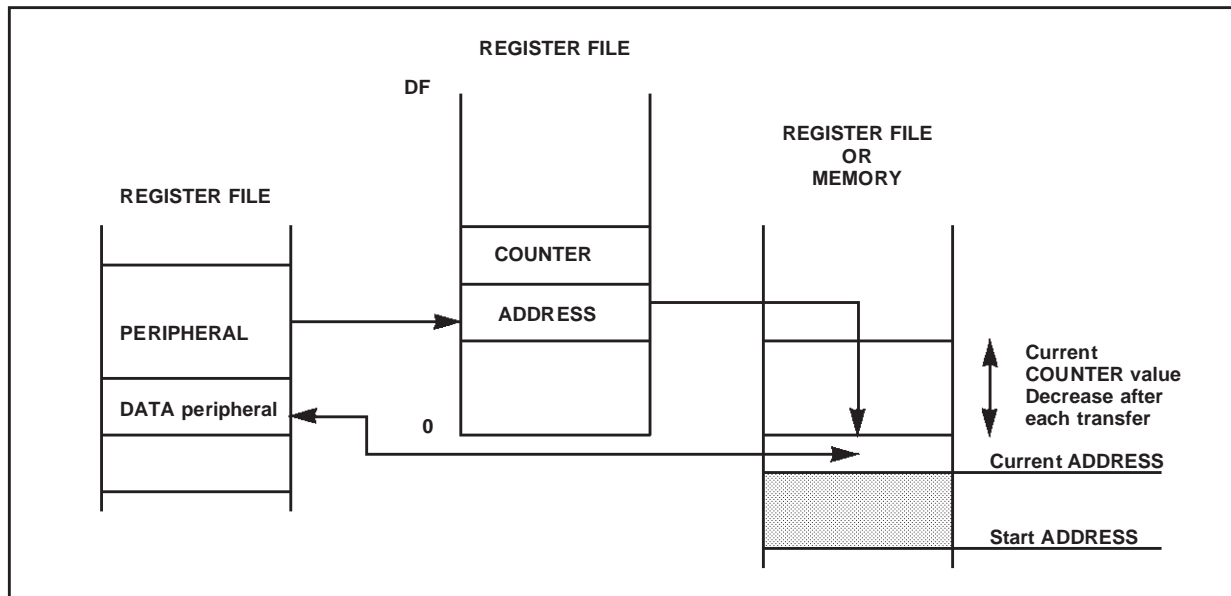 REGISTER FILE
DF
REGISTER FILE
OR
MEMORY
REGISTER FILE
COUNTER
ADDRESS
PERIPHERAL
Current
COUNTER value
Decrease after
each transfer
DATA peripheral
0
Current ADDRESS
Start ADDRESS